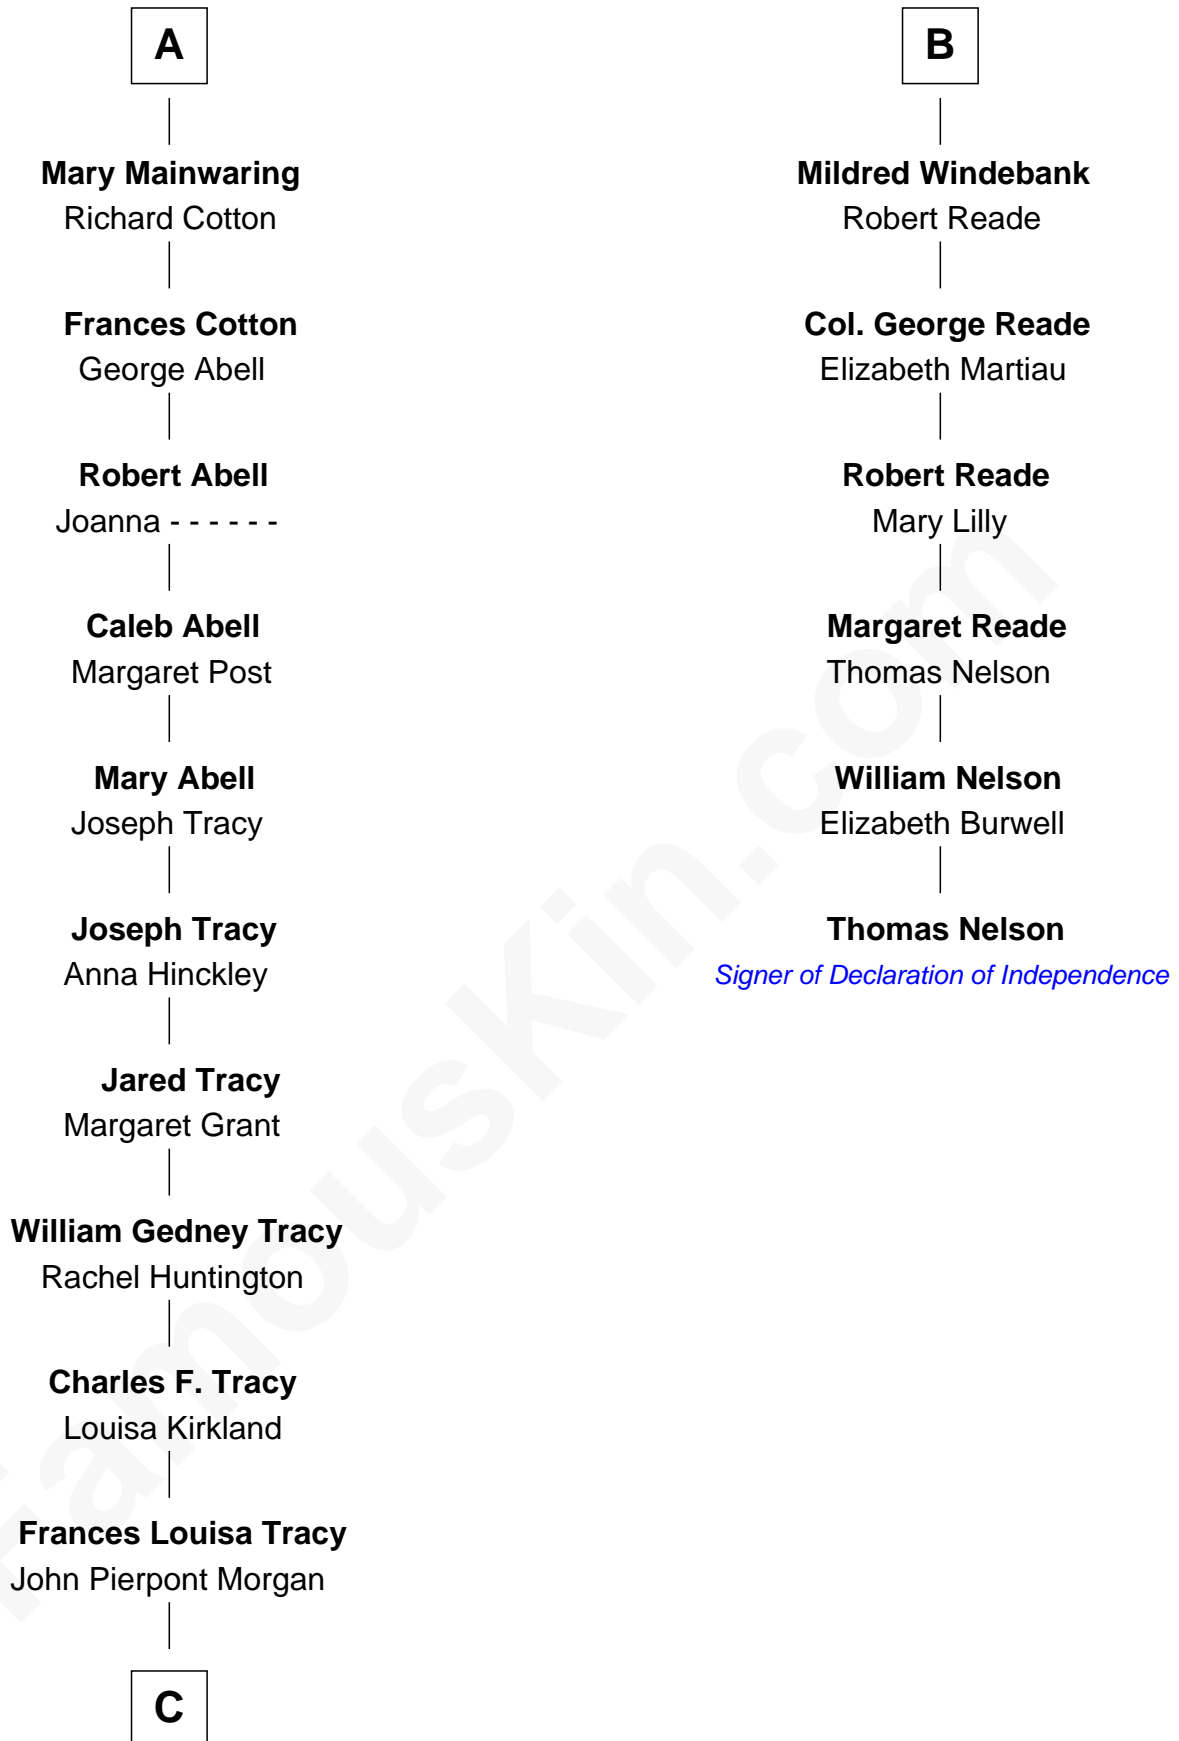 A
Mary Mainwaring
Richard Cotton
Frances Cotton
George Abell
Robert Abell
Joanna - - - - - -
Caleb Abell
Margaret Post
Mary Abell
Joseph Tracy
Joseph Tracy
Anna Hinckley
Jared Tracy
Margaret Grant
William Gedney Tracy
Rachel Huntington
Charles F. Tracy
Louisa Kirkland
Frances Louisa Tracy
John Pierpont Morgan
C
B
Mildred Windebank
Robert Reade
Col. George Reade
Elizabeth Martiau
Robert Reade
Mary Lilly
Margaret Reade
Thomas Nelson
William Nelson
Elizabeth Burwell
Thomas Nelson
Signer of Declaration of Independence
FamousKin.com